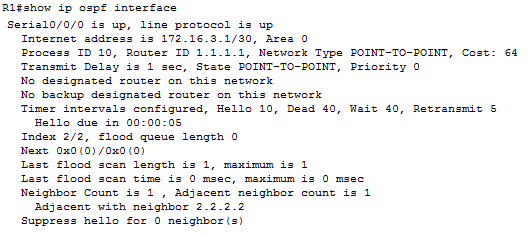 R1#show ip ospf interface
Serial0/0/0 is up, line protocol is up
Internet address is 172.16.3.1/30, Area 0
Process ID 10, Router ID 1.1.1.1, Network Type POINT-TO-POINT, Cost: 64
Transmit Delay is 1 sec, State POINT-TO-POINT, Priority 0
No designated router on this network
No backup designated router on this network
Timer intervals configured, Hello 10, Dead 40, Wait 40, Retransmit 5
Hello due in 00:00:05
Index 2/2, flood queue length 0
Next 0x0(0)/0x0(0)
Last flood scan length is 1, maximum is 1
Last flood scan time is 0 msec, maximum is 0 msec
Neighbor Count is 1 , Adjacent neighbor count is 1
Adjacent with neighbor 2.2.2.2
Suppress hello for 0 neighbor(s)